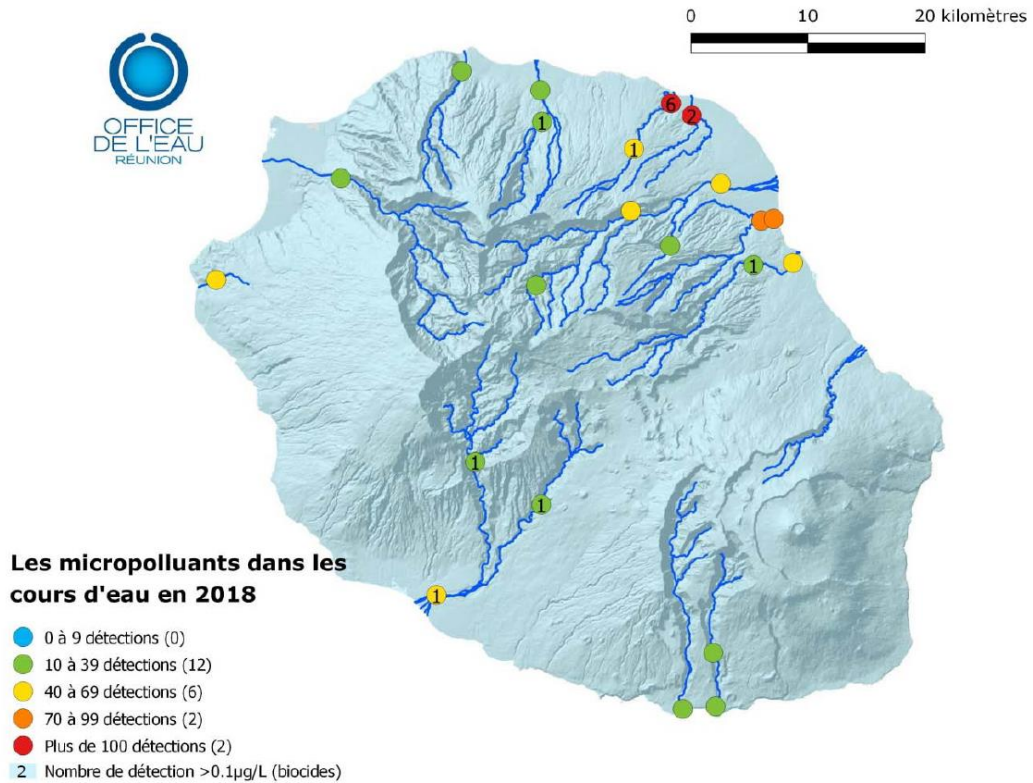 0 10 20 kilomètres
OFFICE
DE L'EAU
RÉUNION
6
2
1
1
1
1
1
1
Les micropolluants dans les
cours d'eau en 2018
0 à 9 détections (0)
10 à 39 détections (12)
40 à 69 détections (6)
70 à 99 détections (2)
Plus de 100 détections (2)
2 Nombre de détection >0.1µg/L (biocides)